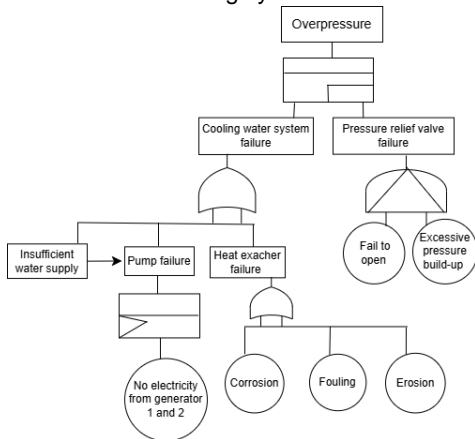 Overpressure
Cooling water system
failure
Pressure relief valve
failure
Insufficient
water supply
Pump failure
Heat exacher
failure
Fail to
open
Excessive
pressure
build-up
No electricity
from generator
1 and 2
Corrosion
Fouling
Erosion